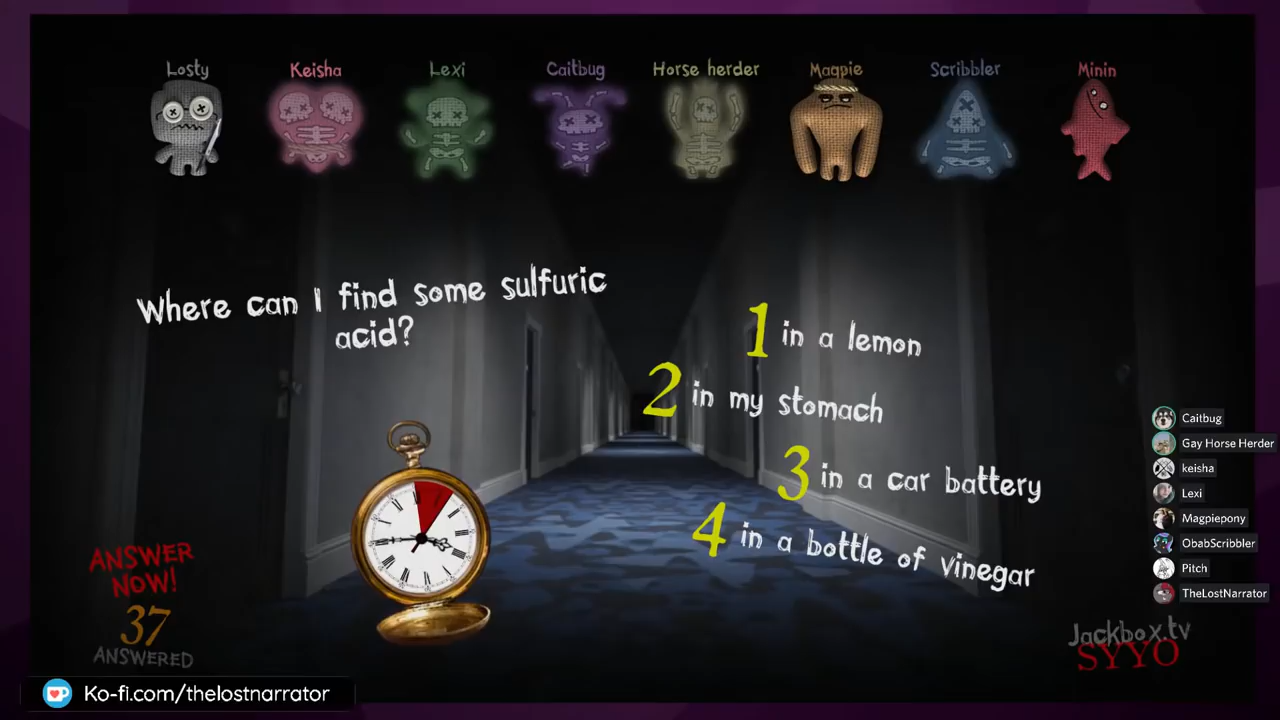 Losty
Keisha
Lexi
Caitbug
Horse herder
Magpie
Scribbler
Minin
Where can I find some sulfuric
acid?
1 in a lemon
2 in my stomach
3 in a car battery
4 in a bottle of vinegar
ANSWER
NOW!
37
ANSWERED
Caitbug
Gay Horse Herder
keisha
Lexi
Magpiepony
ObabScribbler
Pitch
TheLostNarrator
Jackbox.tv
SYYO
Ko-fi.com/thelostnarrator